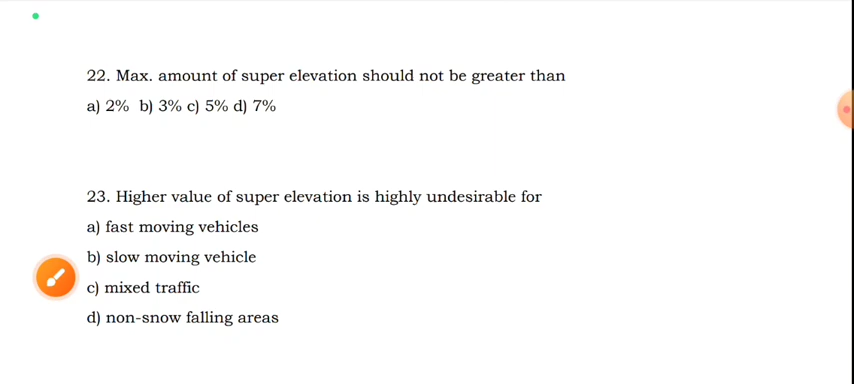 22. Max. amount of super elevation should not be greater than
a) 2% b) 3% c) 5% d) 7%
23. Higher value of super elevation is highly undesirable for
a) fast moving vehicles
b) slow moving vehicle
c) mixed traffic
d) non-snow falling areas